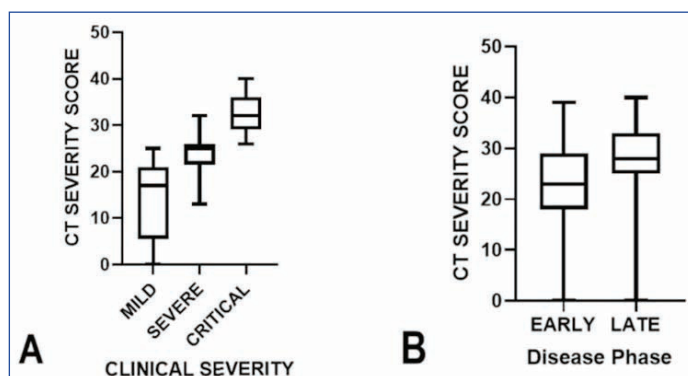 CT SEVERITY SCORE
50
40
30
20
10
0
MILD
SEVERE
CRITICAL
CLINICAL SEVERITY
A
CT SEVERITY SCORE
50
40
30
20
10
0
EARLY LATE
Disease Phase
B